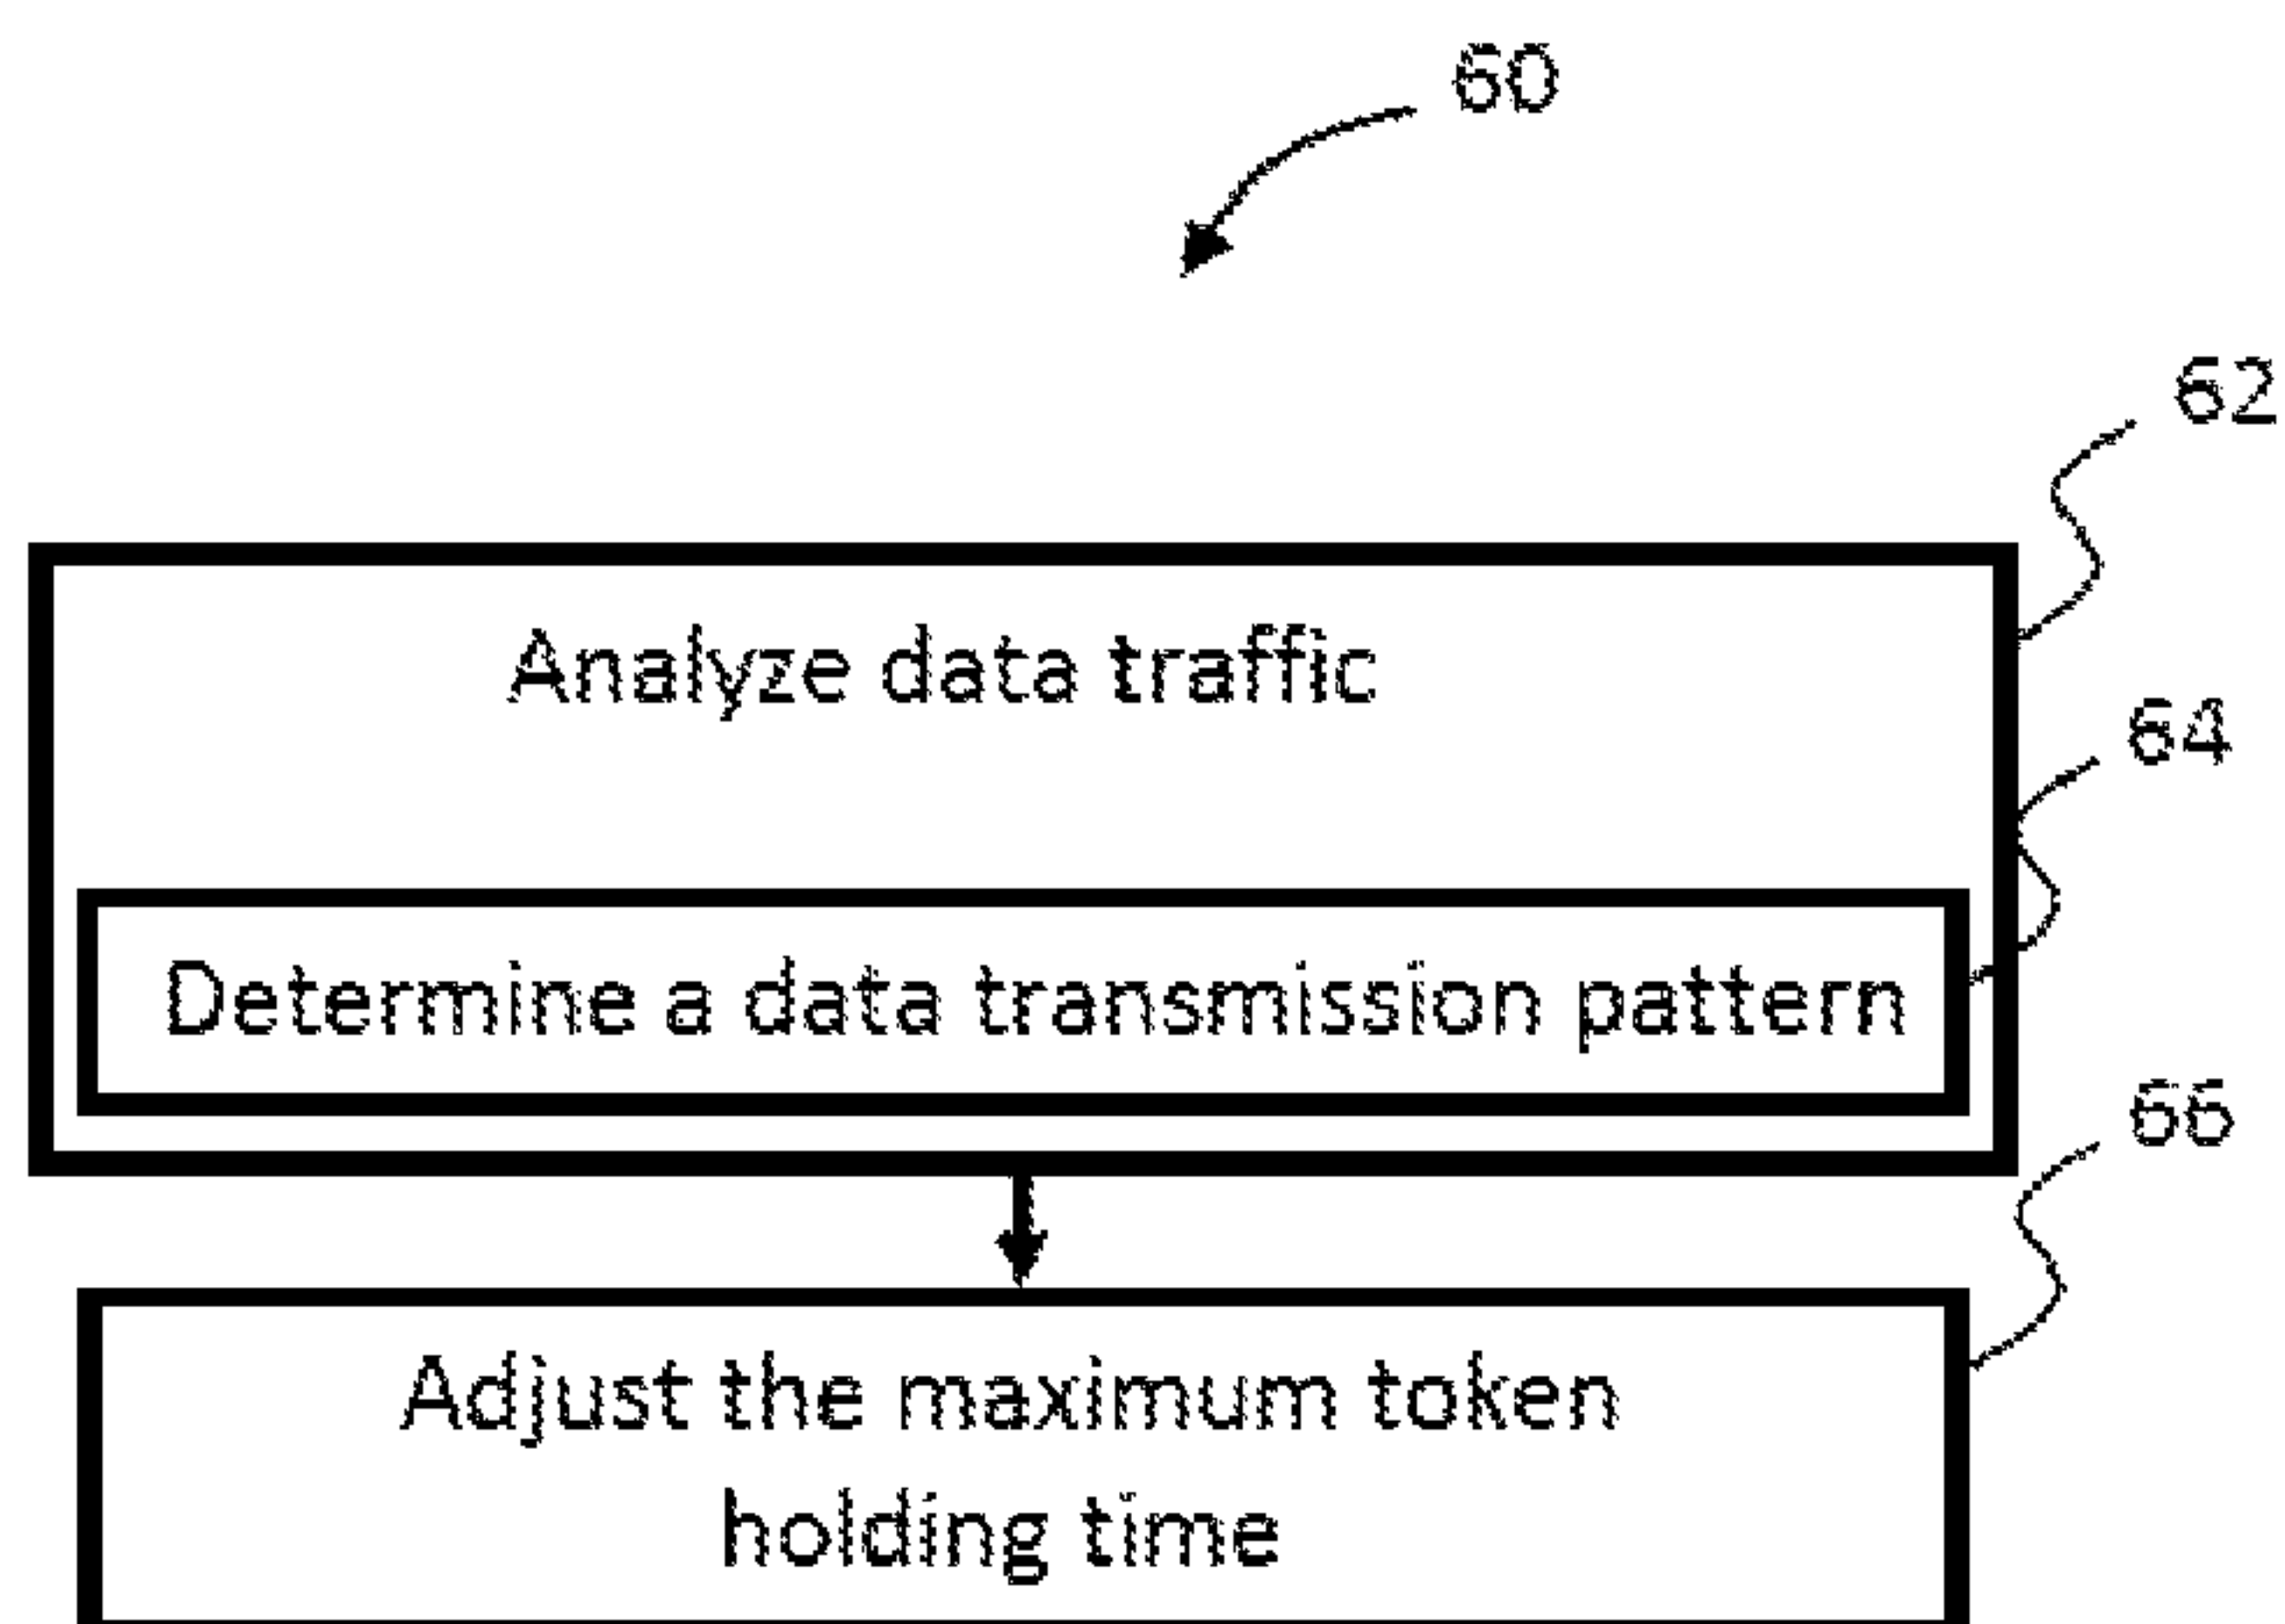 60
62
Analyze data traffic
64
Determine a data transmission pattern
66
Adjust the maximum token
holding time